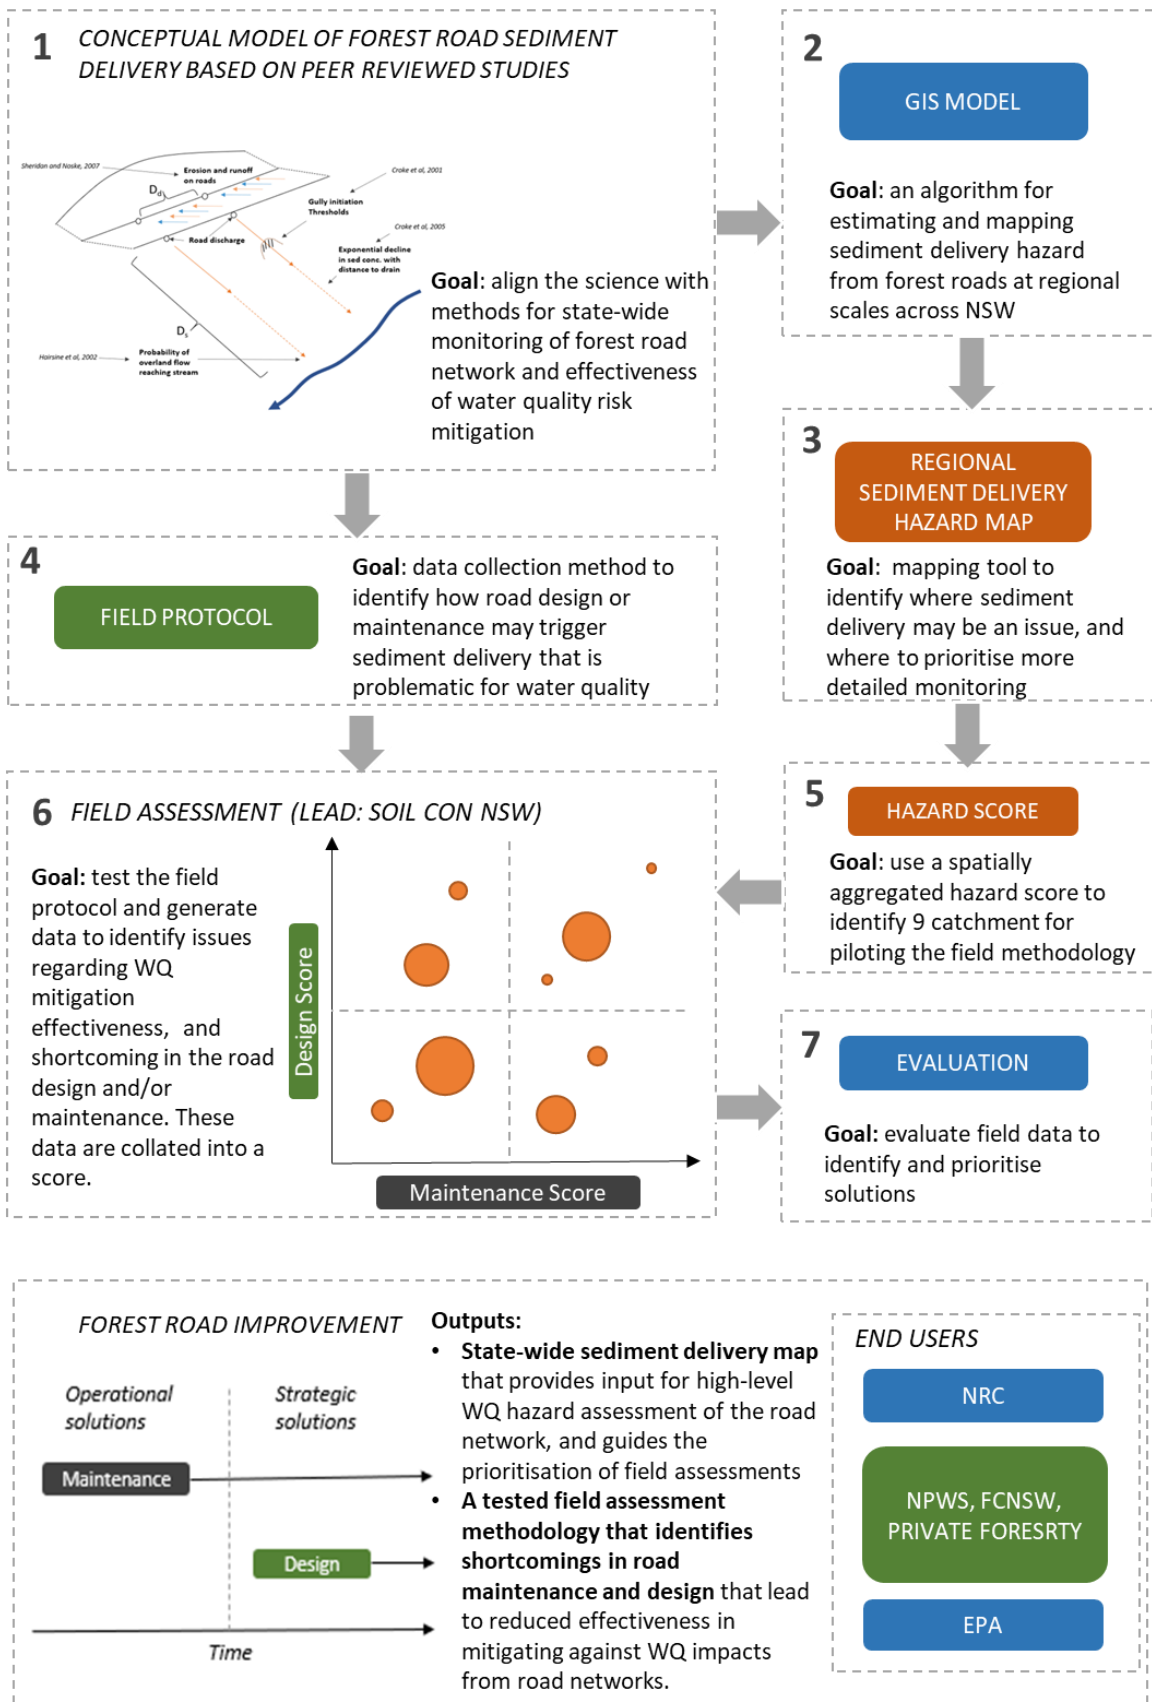 1 CONCEPTUAL MODEL OF FOREST ROAD SEDIMENT
DELIVERY BASED ON PEER REVIEWED STUDIES
Sheridan and Noske, 2007
Erosion and runoff
on roads
Dd
Croke et al, 2001
Gully initiation
Thresholds
Road discharge
Croke et al, 2005
Exponential decline
in sed conc. with
distance to drain
Ds
Hairsine et al, 2002
Probability of
overland flow
reaching stream
Goal: align the science with
methods for state-wide
monitoring of forest road
network and effectiveness
of water quality risk
mitigation
2
GIS MODEL
Goal: an algorithm for
estimating and mapping
sediment delivery hazard
from forest roads at regional
scales across NSW
3
REGIONAL
SEDIMENT DELIVERY
HAZARD MAP
Goal: mapping tool to
identify where sediment
delivery may be an issue, and
where to prioritise more
detailed monitoring
4
FIELD PROTOCOL
Goal: data collection method to
identify how road design or
maintenance may trigger
sediment delivery that is
problematic for water quality
5
HAZARD SCORE
Goal: use a spatially
aggregated hazard score to
identify 9 catchment for
piloting the field methodology
6 FIELD ASSESSMENT (LEAD: SOIL CON NSW)
Goal: test the field
protocol and generate
data to identify issues
regarding WQ
mitigation
effectiveness, and
shortcoming in the road
design and/or
maintenance. These
data are collated into a
score.
Design Score
Maintenance Score
7
EVALUATION
Goal: evaluate field data to
identify and prioritise
solutions
FOREST ROAD IMPROVEMENT
Operational
solutions
Strategic
solutions
Maintenance
Design
Time
Outputs:
• State-wide sediment delivery map
that provides input for high-level
WQ hazard assessment of the road
network, and guides the
prioritisation of field assessments
• A tested field assessment
methodology that identifies
shortcomings in road
maintenance and design that lead
to reduced effectiveness in
mitigating against WQ impacts
from road networks.
END USERS
NRC
NPWS, FCNSW,
PRIVATE FORESRTY
EPA